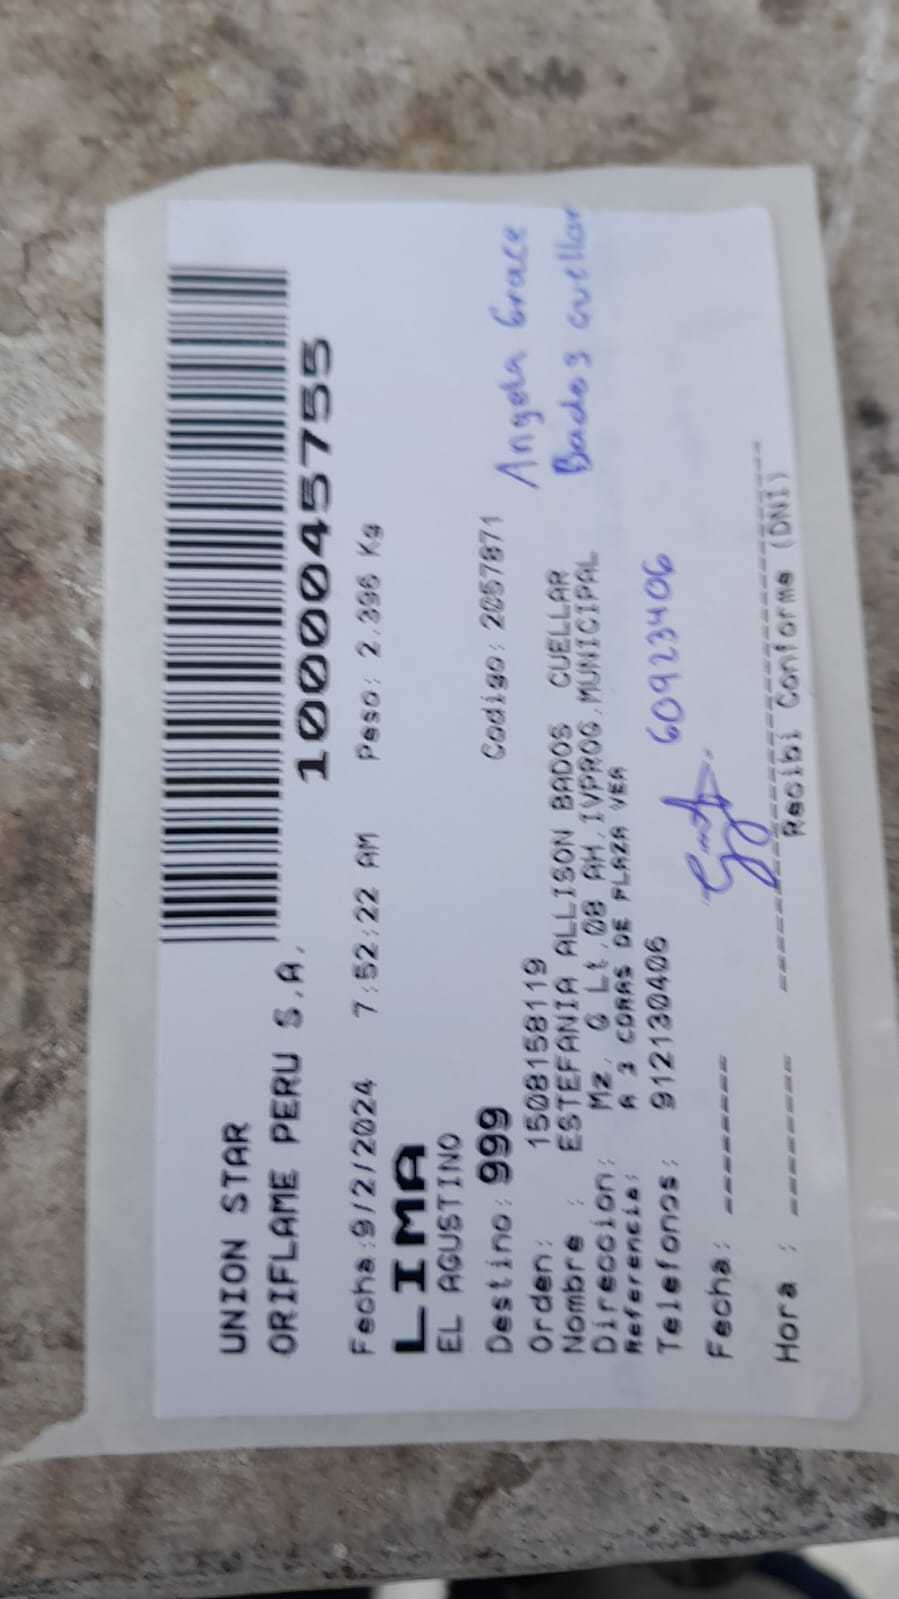 UNION STAR
ORIFLAME PERU S.A.
100045755
Fecha:9/2/2024 7:52:22 AM Peso: 2.396 Kg
LIMA
EL AGUSTINO
Destino: 999 Codigo: 2057871
Orden: 1508158119
Nombre : ESTEFANIA ALLISON BADOS CUELLAR
Direccion: Mz. G Lt.08 AH.IVPROG.MUNICIPAL
Referencia: A 3 CDRAS DE PLAZA VEA
Telefonos: 912130406
Angela Grace
Bados cuellar
60923406
Fecha: -------
Hora : -------
Recibi Conforme (DNI)